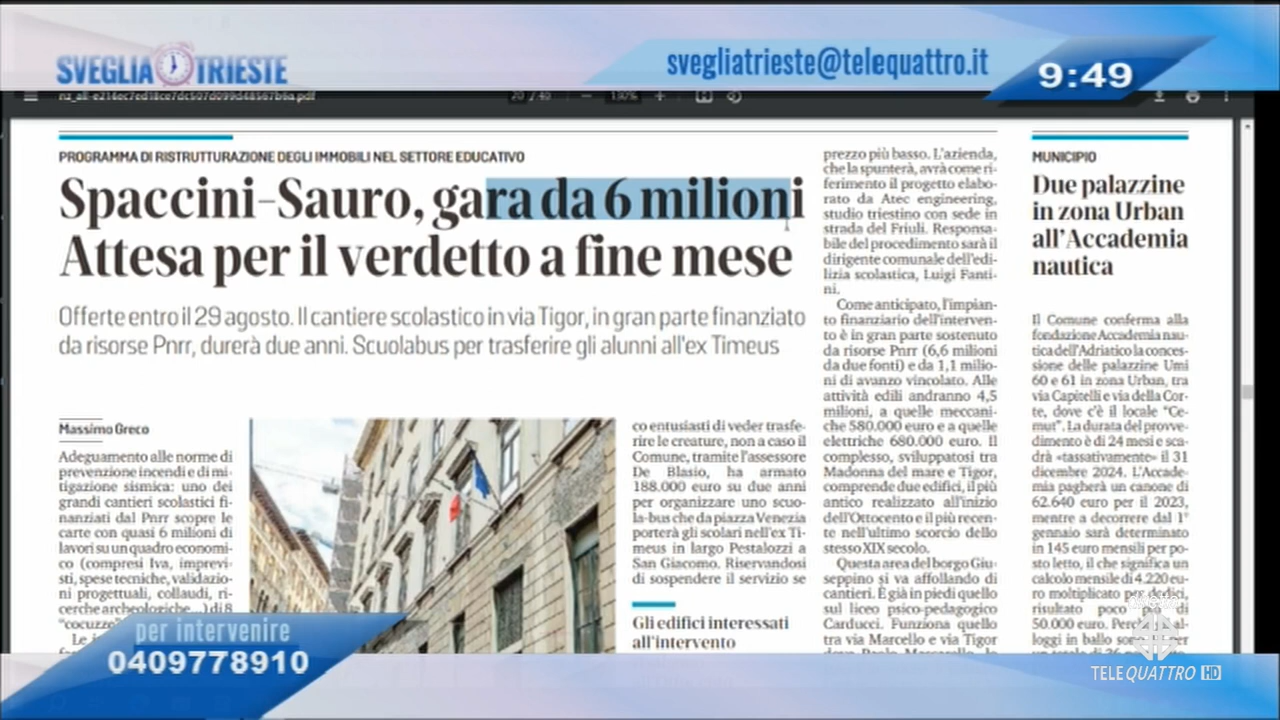 SVEGLIA TRIESTE
svegliatrieste@telequattro.it
9:49
20 / 40
130%
PROGRAMMA DI RISTRUTTURAZIONE DEGLI IMMOBILI NEL SETTORE EDUCATIVO
Spaccini-Sauro, gara da 6 milioni
Attesa per il verdetto a fine mese
Offerte entro il 29 agosto. Il cantiere scolastico in via Tigor, in gran parte finanziato
da risorse Pnrr, durerà due anni. Scuolabus per trasferire gli alunni all'ex Timeus
Massimo Greco
Adeguamento alle norme di
prevenzione incendi e di mi-
tigazione sismica: uno dei
grandi cantieri scolastici fi-
nanziati dal Pnrr scopre le
carte con quasi 6 milioni di
lavori su un quadro economi-
co (compresi Iva, imprevi-
sti, spese tecniche, validazio-
ni progettuali, collaudi, ri-
cerche archeologiche...) di 8
"cocuzze"
co entusiasti di veder trasfe-
rire le creature, non a caso il
Comune, tramite l'assessore
De Blasio, ha armato
188.000 euro su due anni
per organizzare uno scuo-
la-bus che da piazza Venezia
porterà gli scolari nell'ex Ti-
meus in largo Pestalozzi a
San Giacomo. Riservandosi
di sospendere il servizio se
Gli edifici interessati
all'intervento
prezzo più basso. L'azienda,
che la spunterà, avrà come ri-
ferimento il progetto elabo-
rato da Atec engineering,
studio triestino con sede in
strada del Friuli. Responsa-
bile del procedimento sarà il
dirigente comunale dell'edi-
lizia scolastica, Luigi Fanti-
ni.
Come anticipato, l'impian-
to finanziario dell'interven-
to è in gran parte sostenuto
da risorse Pnrr (6,6 milioni
da due fonti) e da 1,1 milio-
ni di avanzo vincolato. Alle
attività edili andranno 4,5
milioni, a quelle meccani-
che 580.000 euro e a quelle
elettriche 680.000 euro. Il
complesso, sviluppatosi tra
Madonna del mare e Tigor,
comprende due edifici, il più
antico realizzato all'inizio
dell'Ottocento e il più recen-
te nell'ultimo scorcio dello
stesso XIX secolo.
Questa area del borgo Giu-
seppino si va affollando di
cantieri. È già in piedi quello
sul liceo psico-pedagogico
Carducci. Funziona quello
tra via Marcello e via Tigor
MUNICIPIO
Due palazzine
in zona Urban
all'Accademia
nautica
Il Comune conferma alla
fondazione Accademia nau-
tica dell'Adriatico la conces-
sione delle palazzine Umi
60 e 61 in zona Urban, tra
via Capitelli e via della Cor-
te, dove c'è il locale "Ce-
mut". La durata del provve-
dimento è di 24 mesi e sca-
drà «tassativamente» il 31
dicembre 2024. L'Accade-
mia pagherà un canone di
62.640 euro per il 2023,
mentre a decorrere dal 1°
gennaio sarà determinato
in 145 euro mensili per po-
sto letto, il che significa un
calcolo mensile di 4.220 eu-
ro moltiplicato per dodici,
risultato poco più di
50.000 euro.
loggi in ballo
per intervenire
0409778910
TELEQUATTRO HD